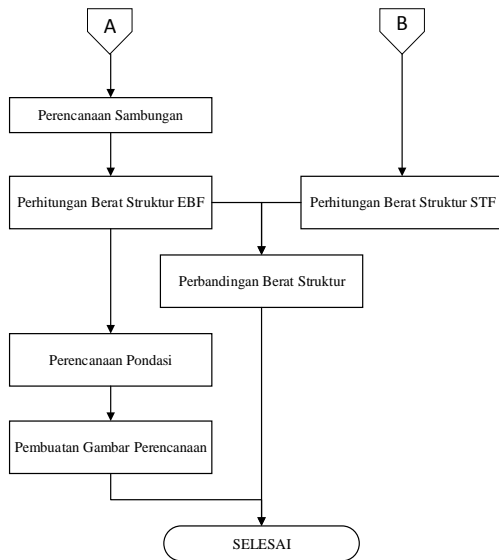 A
B
Perencanaan Sambungan
Perhitungan Berat Struktur EBF
Perhitungan Berat Struktur STF
Perbandingan Berat Struktur
Perencanaan Pondasi
Pembuatan Gambar Perencanaan
SELESAI